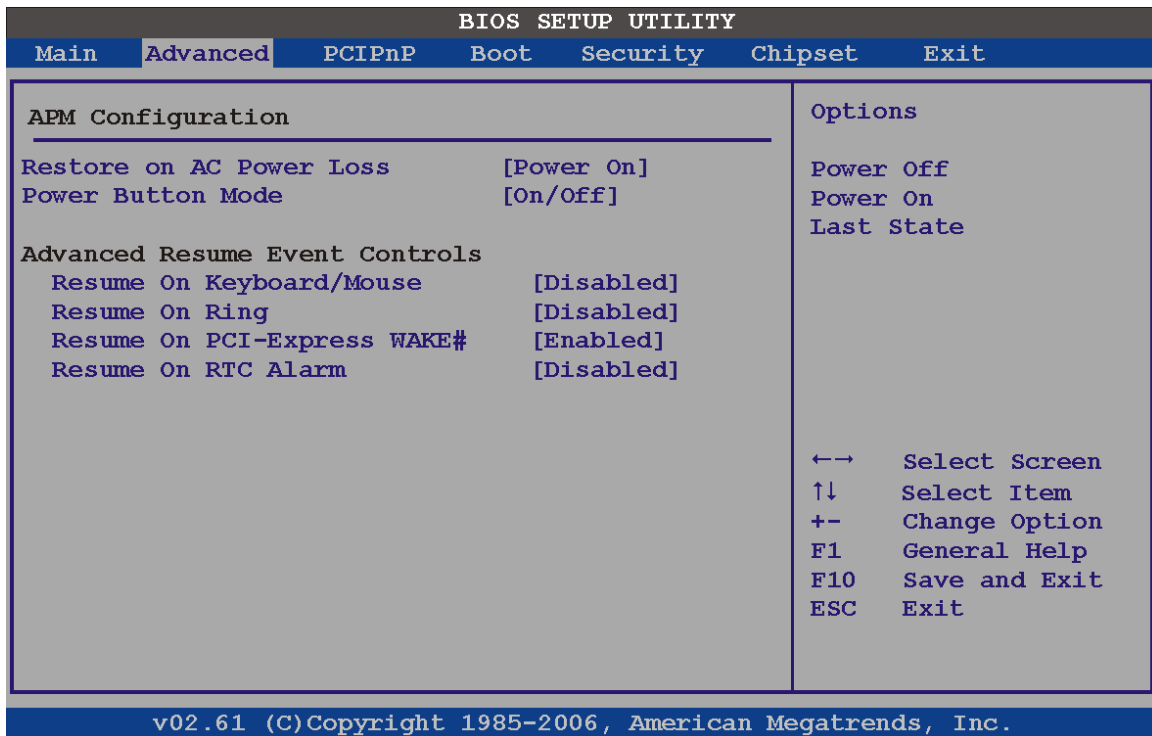 BIOS SETUP UTILITY
Main Advanced PCIPnP Boot Security Chipset Exit
APM Configuration
Restore on AC Power Loss [Power On]
Power Button Mode [On/Off]
Advanced Resume Event Controls
Resume On Keyboard/Mouse [Disabled]
Resume On Ring [Disabled]
Resume On PCI-Express WAKE# [Enabled]
Resume On RTC Alarm [Disabled]
Options
Power Off
Power On
Last State
←→ Select Screen
↑↓ Select Item
+- Change Option
F1 General Help
F10 Save and Exit
ESC Exit
v02.61 (C)Copyright 1985-2006, American Megatrends, Inc.